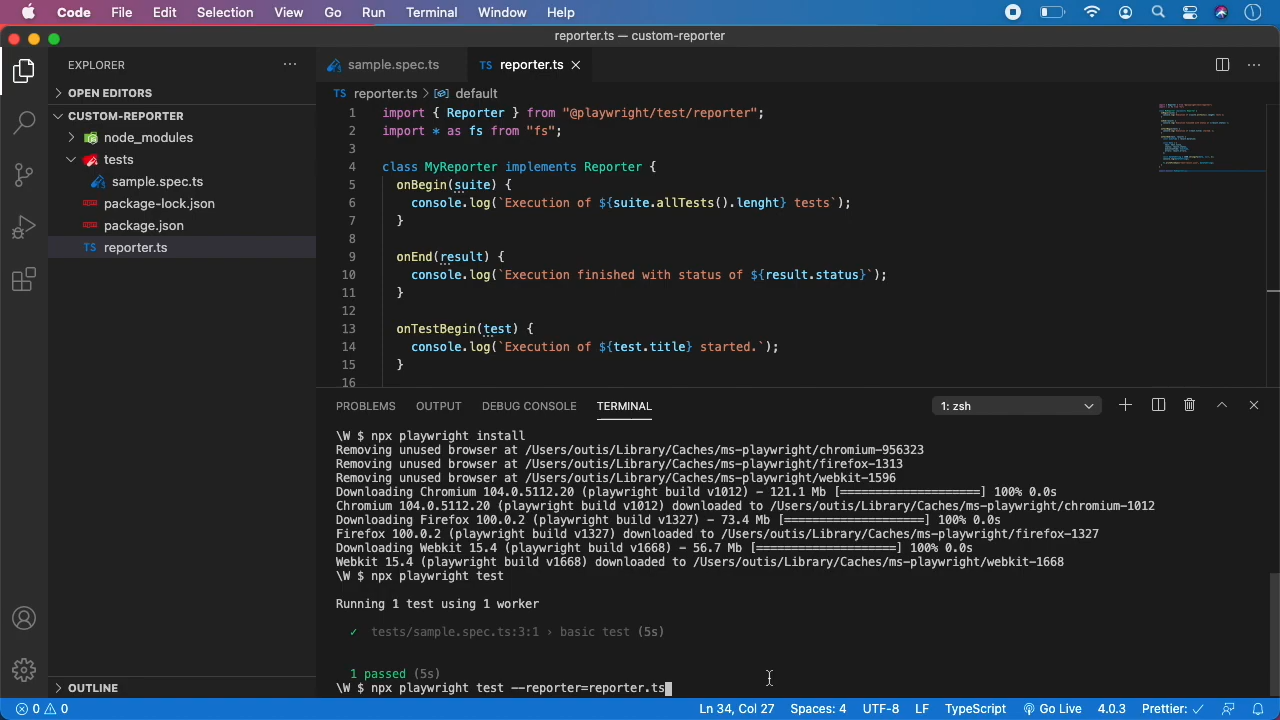 Code File Edit Selection View Go Run Terminal Window Help
reporter.ts — custom-reporter
EXPLORER
sample.spec.ts
TS reporter.ts
OPEN EDITORS
TS reporter.ts > default
CUSTOM-REPORTER
node_modules
tests
sample.spec.ts
package-lock.json
package.json
TS reporter.ts
1 import { Reporter } from "@playwright/test/reporter";
2 import * as fs from "fs";
3
4 class MyReporter implements Reporter {
5 onBegin(suite) {
6 console.log(`Execution of ${suite.allTests().lenght} tests`);
7 }
8
9 onEnd(result) {
10 console.log(`Execution finished with status of ${result.status}`);
11 }
12
13 onTestBegin(test) {
14 console.log(`Execution of ${test.title} started.`);
15 }
16
PROBLEMS OUTPUT DEBUG CONSOLE TERMINAL
1: zsh
\W $ npx playwright install
Removing unused browser at /Users/outis/Library/Caches/ms-playwright/chromium-956323
Removing unused browser at /Users/outis/Library/Caches/ms-playwright/firefox-1313
Removing unused browser at /Users/outis/Library/Caches/ms-playwright/webkit-1596
Downloading Chromium 104.0.5112.20 (playwright build v1012) - 121.1 Mb [====================] 100% 0.0s
Chromium 104.0.5112.20 (playwright build v1012) downloaded to /Users/outis/Library/Caches/ms-playwright/chromium-1012
Downloading Firefox 100.0.2 (playwright build v1327) - 73.4 Mb [====================] 100% 0.0s
Firefox 100.0.2 (playwright build v1327) downloaded to /Users/outis/Library/Caches/ms-playwright/firefox-1327
Downloading Webkit 15.4 (playwright build v1668) - 56.7 Mb [====================] 100% 0.0s
Webkit 15.4 (playwright build v1668) downloaded to /Users/outis/Library/Caches/ms-playwright/webkit-1668
\W $ npx playwright test
Running 1 test using 1 worker
✓ tests/sample.spec.ts:3:1 › basic test (5s)
1 passed (5s)
\W $ npx playwright test --reporter=reporter.ts
OUTLINE
0 0
Ln 34, Col 27 Spaces: 4 UTF-8 LF TypeScript Go Live 4.0.3 Prettier: ✓